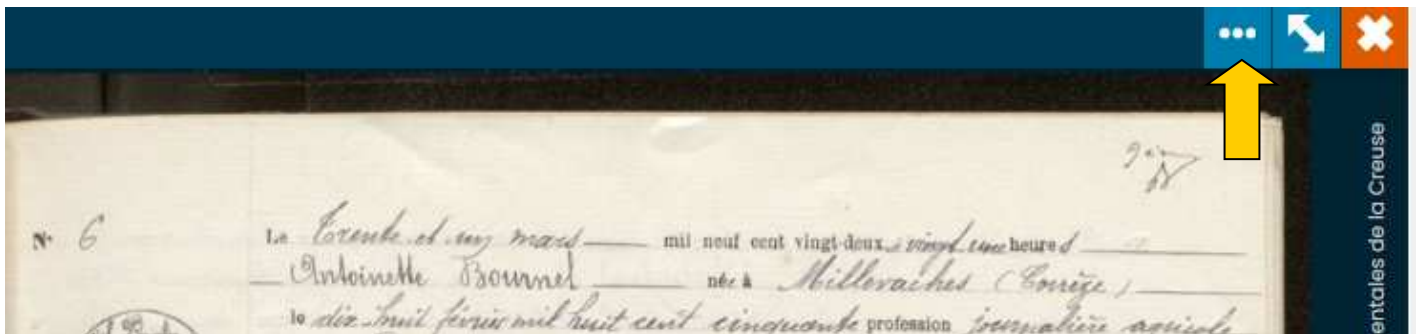 N° 6
Le Trente et un mars mil neuf cent vingt-deux, vingt une heures
Antoinette Bournel née à Millevaches (Corrèze)
le dix-huit février mil huit cent cinquante profession journalière agricole
entales de la Creuse